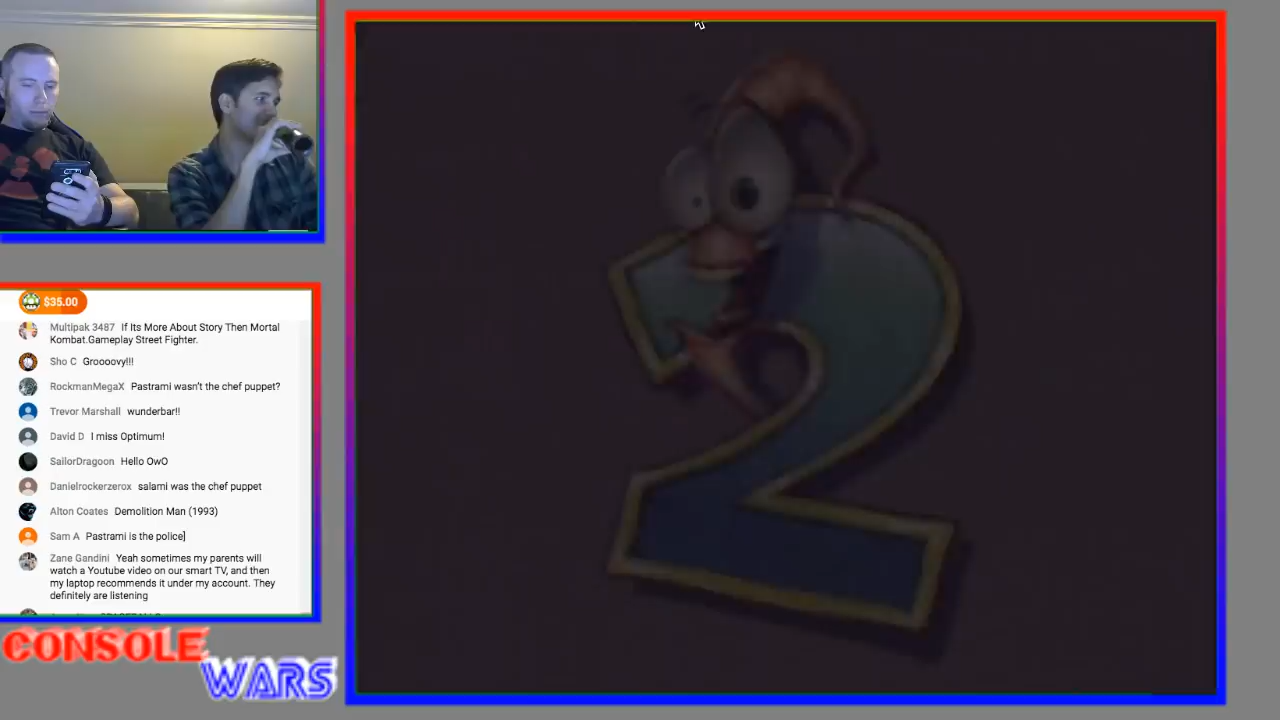 $35.00
Multipak 3487 If Its More About Story Then Mortal
Kombat.Gameplay Street Fighter.
Sho C Groooovy!!!
RockmanMegaX Pastrami wasn't the chef puppet?
Trevor Marshall wunderbar!!
David D I miss Optimum!
SailorDragoon Hello OwO
Danielrockerzerox salami was the chef puppet
Alton Coates Demolition Man (1993)
Sam A Pastrami is the police]
Zane Gandini Yeah sometimes my parents will
watch a Youtube video on our smart TV, and then
my laptop recommends it under my account. They
definitely are listening
CONSOLE
WARS
2